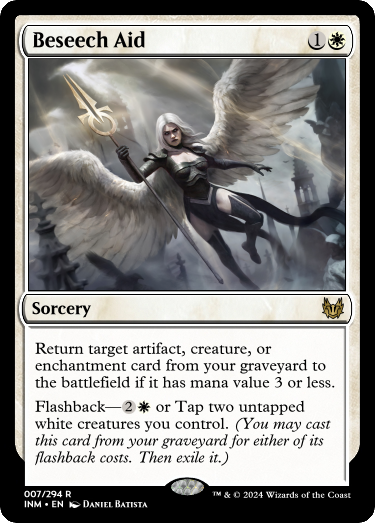 Beseech Aid 1
Sorcery
Return target artifact, creature, or
enchantment card from your graveyard to
the battlefield if it has mana value 3 or less.
Flashback—2 or Tap two untapped
white creatures you control. (You may cast
this card from your graveyard for either of its
flashback costs. Then exile it.)
007/294 R
INM • EN Daniel Batista
™ & © 2024 Wizards of the Coast